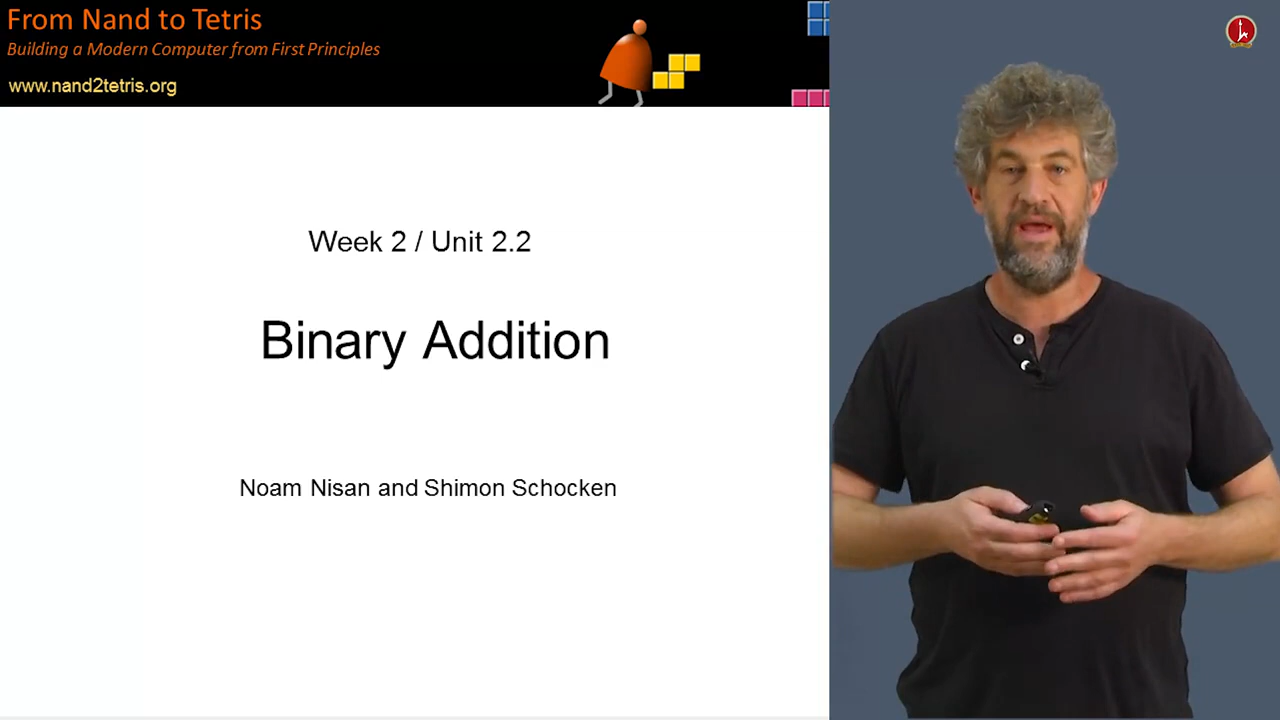 From Nand to Tetris
Building a Modern Computer from First Principles
www.nand2tetris.org
Week 2 / Unit 2.2
Binary Addition
Noam Nisan and Shimon Schocken